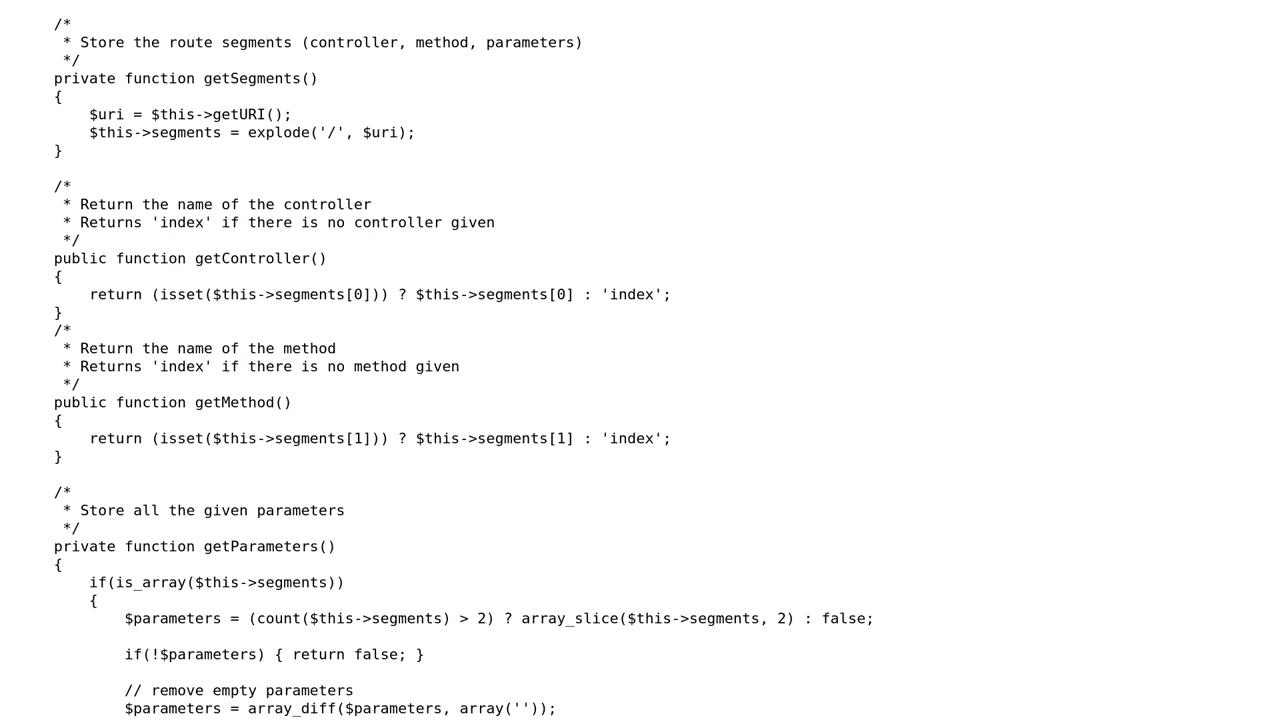 /*
 * Store the route segments (controller, method, parameters)
 */
private function getSegments()
{
    $uri = $this->getURI();
    $this->segments = explode('/', $uri);
}

/*
 * Return the name of the controller
 * Returns 'index' if there is no controller given
 */
public function getController()
{
    return (isset($this->segments[0])) ? $this->segments[0] : 'index';
}
/*
 * Return the name of the method
 * Returns 'index' if there is no method given
 */
public function getMethod()
{
    return (isset($this->segments[1])) ? $this->segments[1] : 'index';
}

/*
 * Store all the given parameters
 */
private function getParameters()
{
    if(is_array($this->segments))
    {
        $parameters = (count($this->segments) > 2) ? array_slice($this->segments, 2) : false;

        if(!$parameters) { return false; }

        // remove empty parameters
        $parameters = array_diff($parameters, array(''));